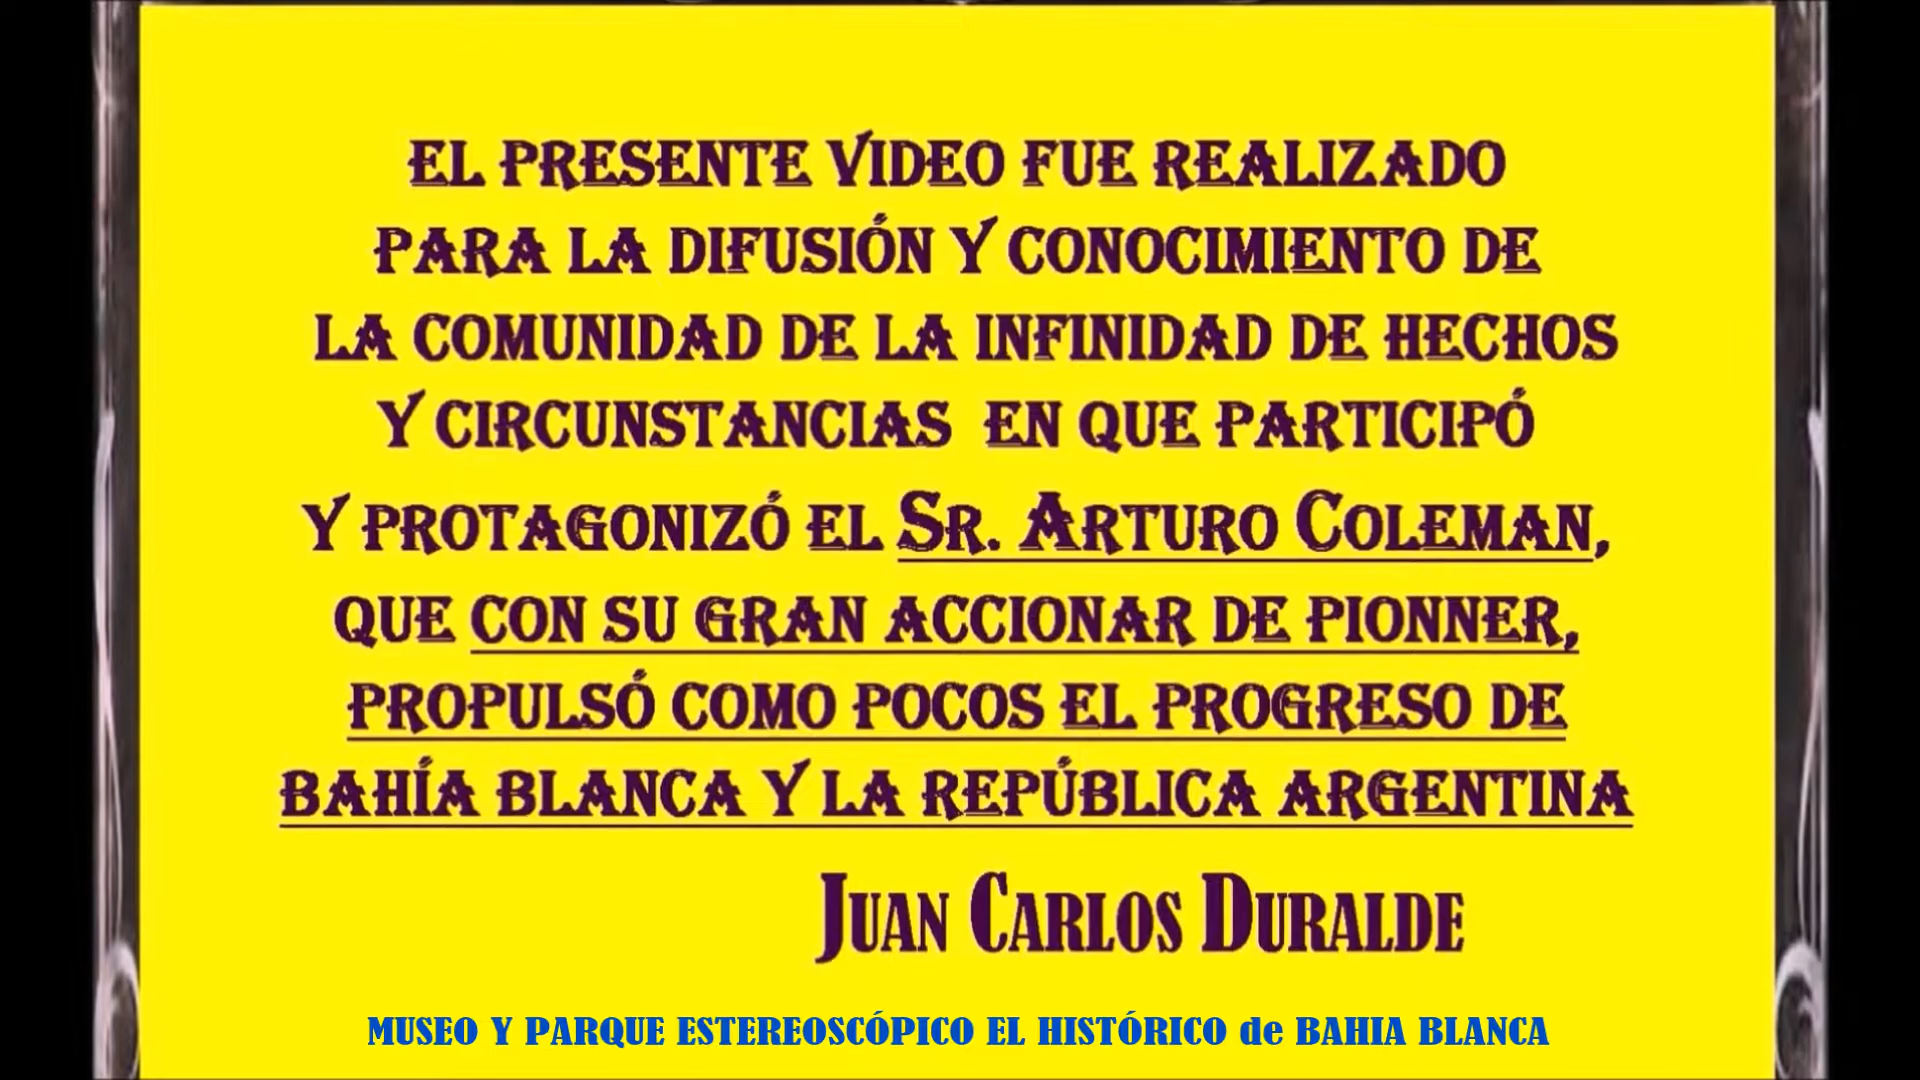 EL PRESENTE VIDEO FUE REALIZADO
PARA LA DIFUSIÓN Y CONOCIMIENTO DE
LA COMUNIDAD DE LA INFINIDAD DE HECHOS
Y CIRCUNSTANCIAS EN QUE PARTICIPÓ
Y PROTAGONIZÓ EL SR. ARTURO COLEMAN,
QUE CON SU GRAN ACCIONAR DE PIONNER,
PROPULSÓ COMO POCOS EL PROGRESO DE
BAHÍA BLANCA Y LA REPÚBLICA ARGENTINA
JUAN CARLOS DURALDE
MUSEO Y PARQUE ESTEREOSCÓPICO EL HISTÓRICO de BAHIA BLANCA